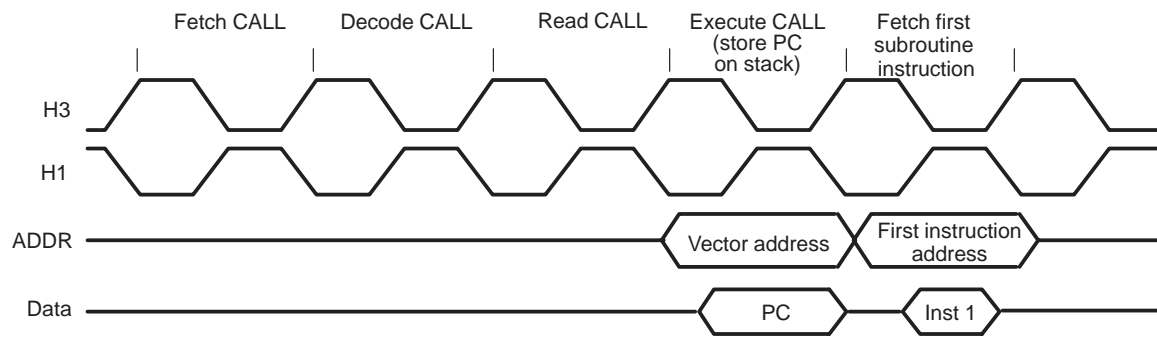 Fetch CALL Decode CALL Read CALL Execute CALL Fetch first
(store PC subroutine
on stack) instruction
H3
H1
ADDR Vector address First instruction
address
Data PC Inst 1